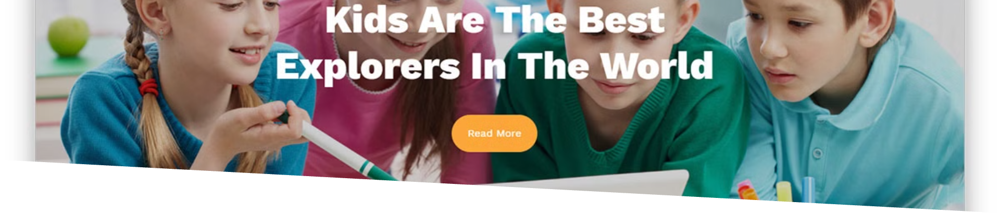 Kids Are The Best
Explorers In The World
Read More